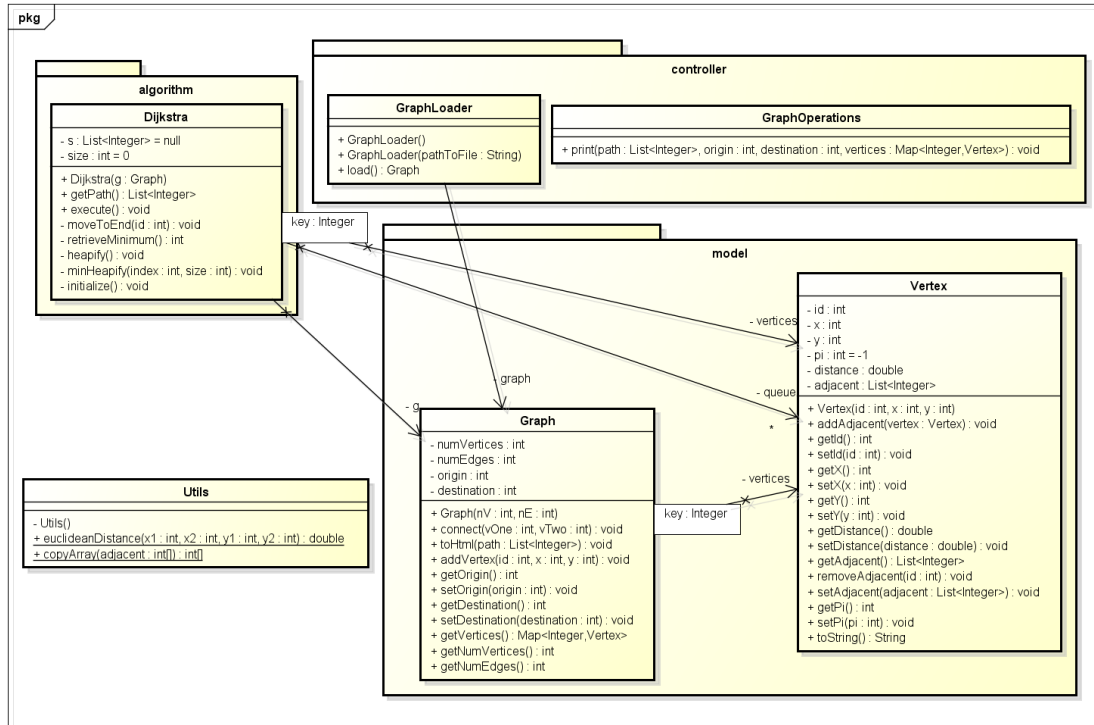 pkg
algorithm
Dijkstra
- s : List<Integer> = null
- size : int = 0
+ Dijkstra(g : Graph)
+ getPath() : List<Integer>
+ execute() : void
- moveToEnd(id : int) : void
- retrieveMinimum() : int
- heapify() : void
- minHeapify(index : int, size : int) : void
- initialize() : void
key : Integer
controller
GraphLoader
+ GraphLoader()
+ GraphLoader(pathToFile : String)
+ load() : Graph
GraphOperations
+ print(path : List<Integer>, origin : int, destination : int, vertices : Map<Integer,Vertex>) : void
model
- vertices
- graph
- queue
*
- g
- vertices
Graph
- numVertices : int
- numEdges : int
- origin : int
- destination : int
+ Graph(nV : int, nE : int)
+ connect(vOne : int, vTwo : int) : void
+ toHtml(path : List<Integer>) : void
+ addVertex(id : int, x : int, y : int) : void
+ getOrigin() : int
+ setOrigin(origin : int) : void
+ getDestination() : int
+ setDestination(destination : int) : void
+ getVertices() : Map<Integer,Vertex>
+ getNumVertices() : int
+ getNumEdges() : int
key : Integer
Vertex
- id : int
- x : int
- y : int
- pi : int = -1
- distance : double
- adjacent : List<Integer>
+ Vertex(id : int, x : int, y : int)
+ addAdjacent(vertex : Vertex) : void
+ getId() : int
+ setId(id : int) : void
+ getX() : int
+ setX(x : int) : void
+ getY() : int
+ setY(y : int) : void
+ getDistance() : double
+ setDistance(distance : double) : void
+ getAdjacent() : List<Integer>
+ removeAdjacent(id : int) : void
+ setAdjacent(adjacent : List<Integer>) : void
+ getPi() : int
+ setPi(pi : int) : void
+ toString() : String
Utils
- Utils()
+ euclideanDistance(x1 : int, x2 : int, y1 : int, y2 : int) : double
+ copyArray(adjacent : int[]) : int[]